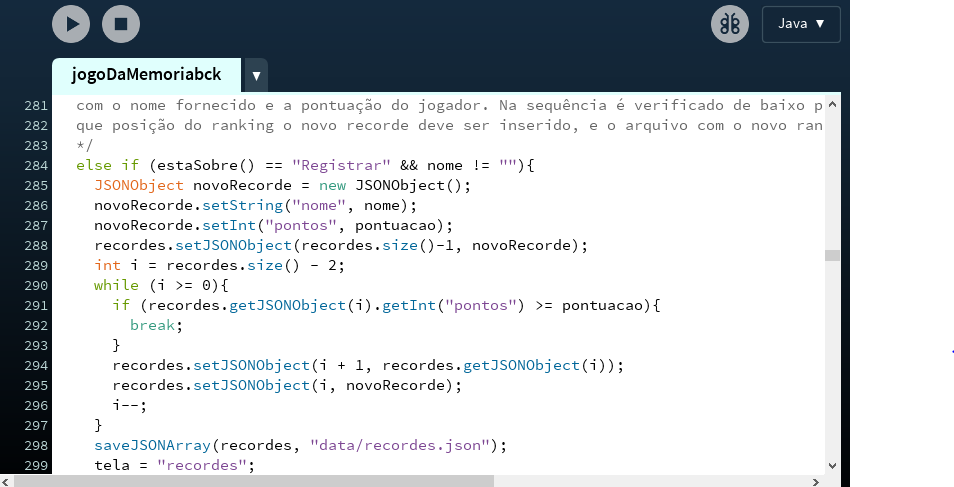 Java ▼
jogoDaMemoriabck ▼
281 com o nome fornecido e a pontuação do jogador. Na sequência é verificado de baixo p
282 que posição do ranking o novo recorde deve ser inserido, e o arquivo com o novo ran
283 */
284 else if (estaSobre() == "Registrar" && nome != ""){
285 JSONObject novoRecorde = new JSONObject();
286 novoRecorde.setString("nome", nome);
287 novoRecorde.setInt("pontos", pontuacao);
288 recordes.setJSONObject(recordes.size()-1, novoRecorde);
289 int i = recordes.size() - 2;
290 while (i >= 0){
291 if (recordes.getJSONObject(i).getInt("pontos") >= pontuacao){
292 break;
293 }
294 recordes.setJSONObject(i + 1, recordes.getJSONObject(i));
295 recordes.setJSONObject(i, novoRecorde);
296 i--;
297 }
298 saveJSONArray(recordes, "data/recordes.json");
299 tela = "recordes";